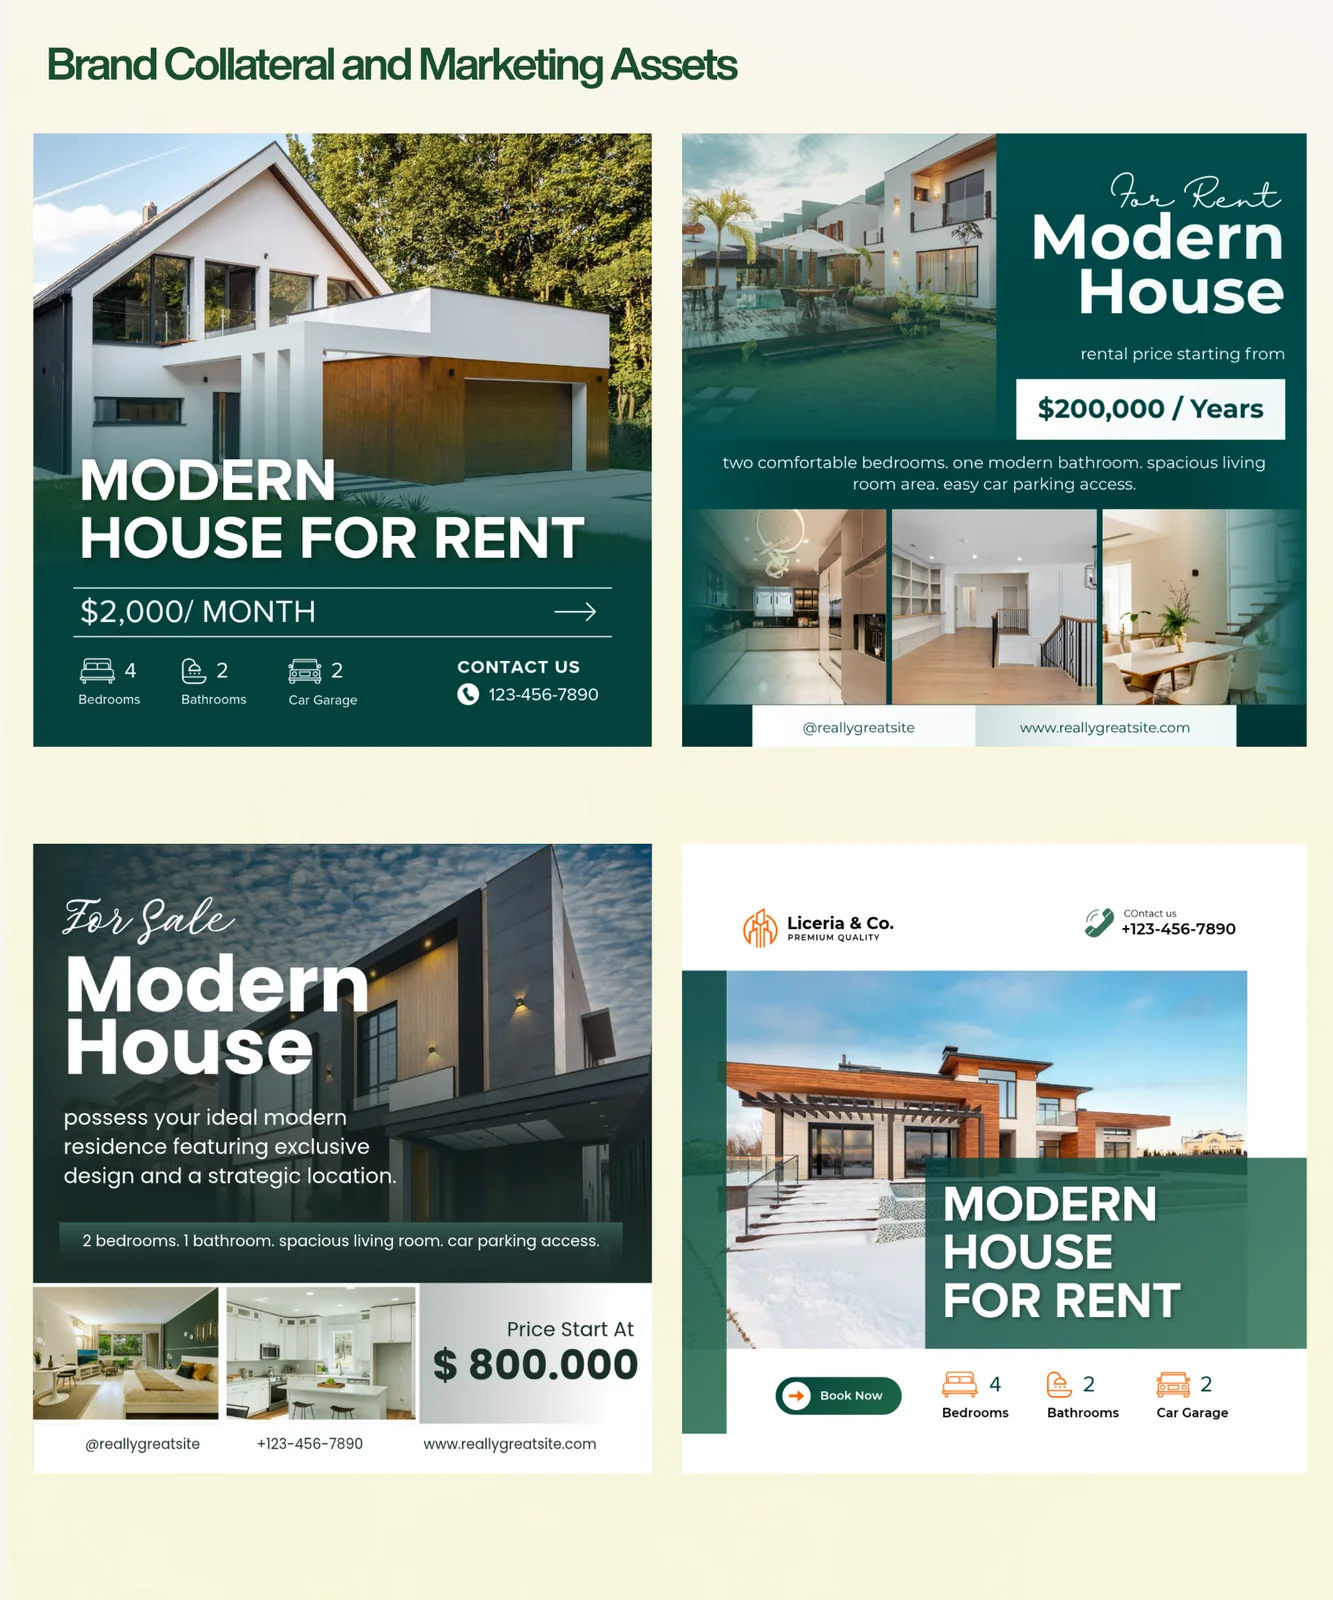 Brand Collateral and Marketing Assets
MODERN
HOUSE FOR RENT
$2,000/ MONTH
4
Bedrooms
2
Bathrooms
2
Car Garage
CONTACT US
123-456-7890
For Rent
Modern
House
rental price starting from
$200,000 / Years
two comfortable bedrooms. one modern bathroom. spacious living
room area. easy car parking access.
@reallygreatsite
www.reallygreatsite.com
For Sale
Modern
House
possess your ideal modern
residence featuring exclusive
design and a strategic location.
2 bedrooms. 1 bathroom. spacious living room. car parking access.
Price Start At
$ 800.000
@reallygreatsite
+123-456-7890
www.reallygreatsite.com
Liceria & Co.
PREMIUM QUALITY
COntact us
+123-456-7890
MODERN
HOUSE
FOR RENT
Book Now
4
Bedrooms
2
Bathrooms
2
Car Garage